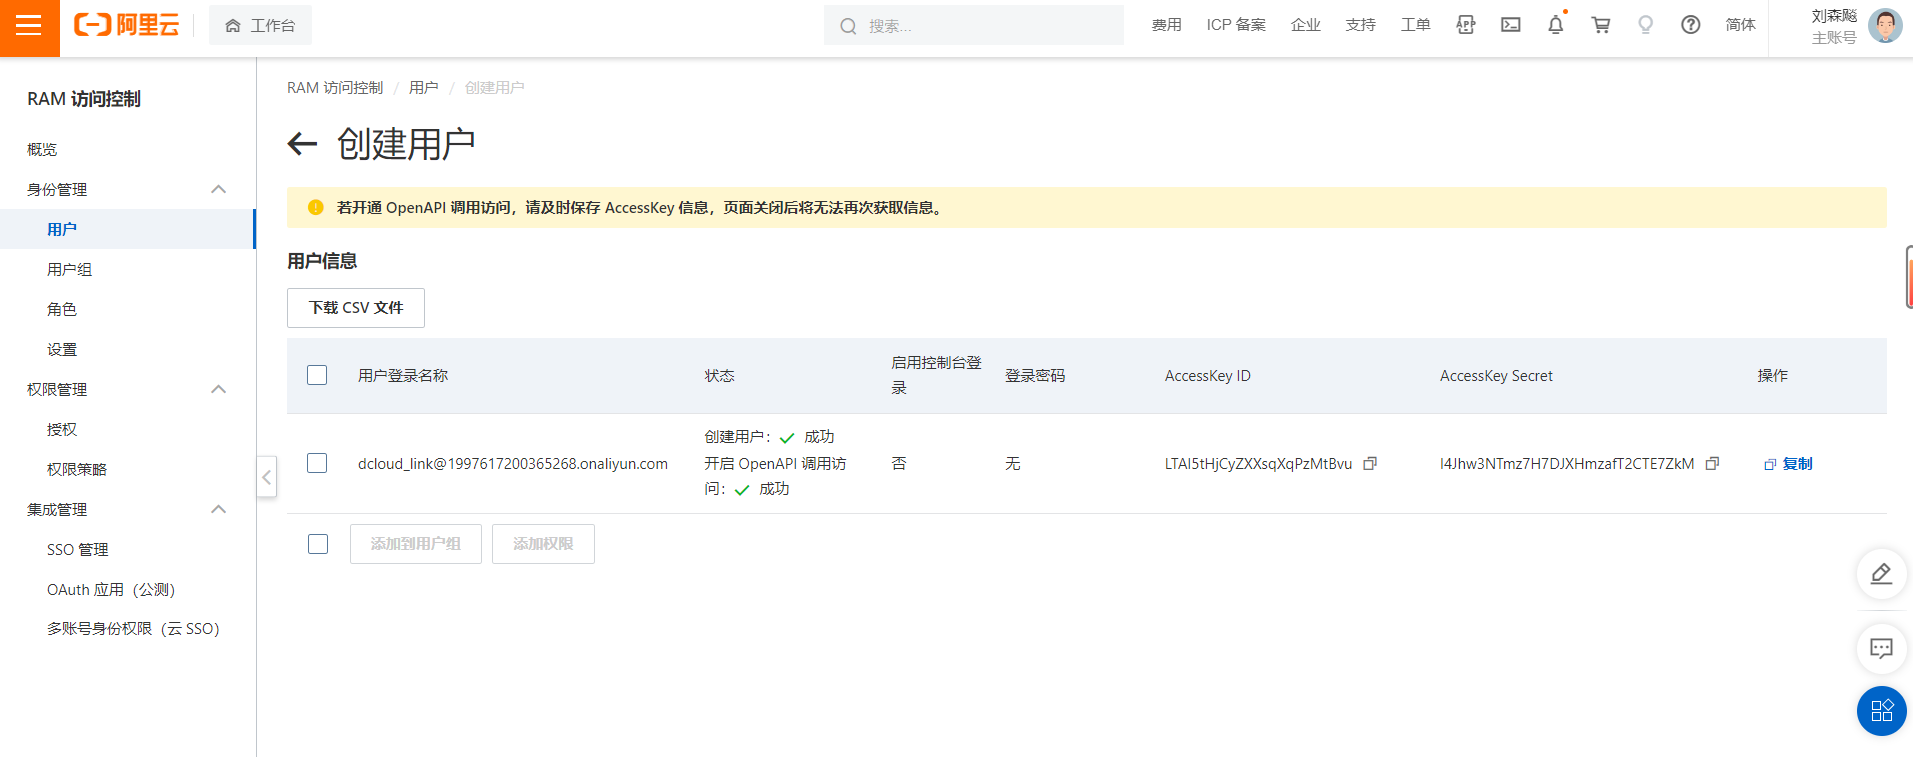 阿里云
工作台
搜索...
费用
ICP 备案
企业
支持
工单
APP
简体
刘森飚
主账号
RAM 访问控制
概览
身份管理
用户
用户组
角色
设置
权限管理
授权
权限策略
集成管理
SSO 管理
OAuth 应用（公测）
多账号身份权限（云 SSO）
RAM 访问控制 / 用户 / 创建用户
创建用户
若开通 OpenAPI 调用访问，请及时保存 AccessKey 信息，页面关闭后将无法再次获取信息。
用户信息
下载 CSV 文件
用户登录名称
状态
启用控制台登
录
登录密码
AccessKey ID
AccessKey Secret
操作
dcloud_link@1997617200365268.onaliyun.com
创建用户： 成功
开启 OpenAPI 调用访
问： 成功
否
无
LTAI5tHjCyZXXsqXqPzMtBvu
I4Jhw3NTmz7H7DJXHmzafT2CTE7ZkM
复制
添加到用户组
添加权限